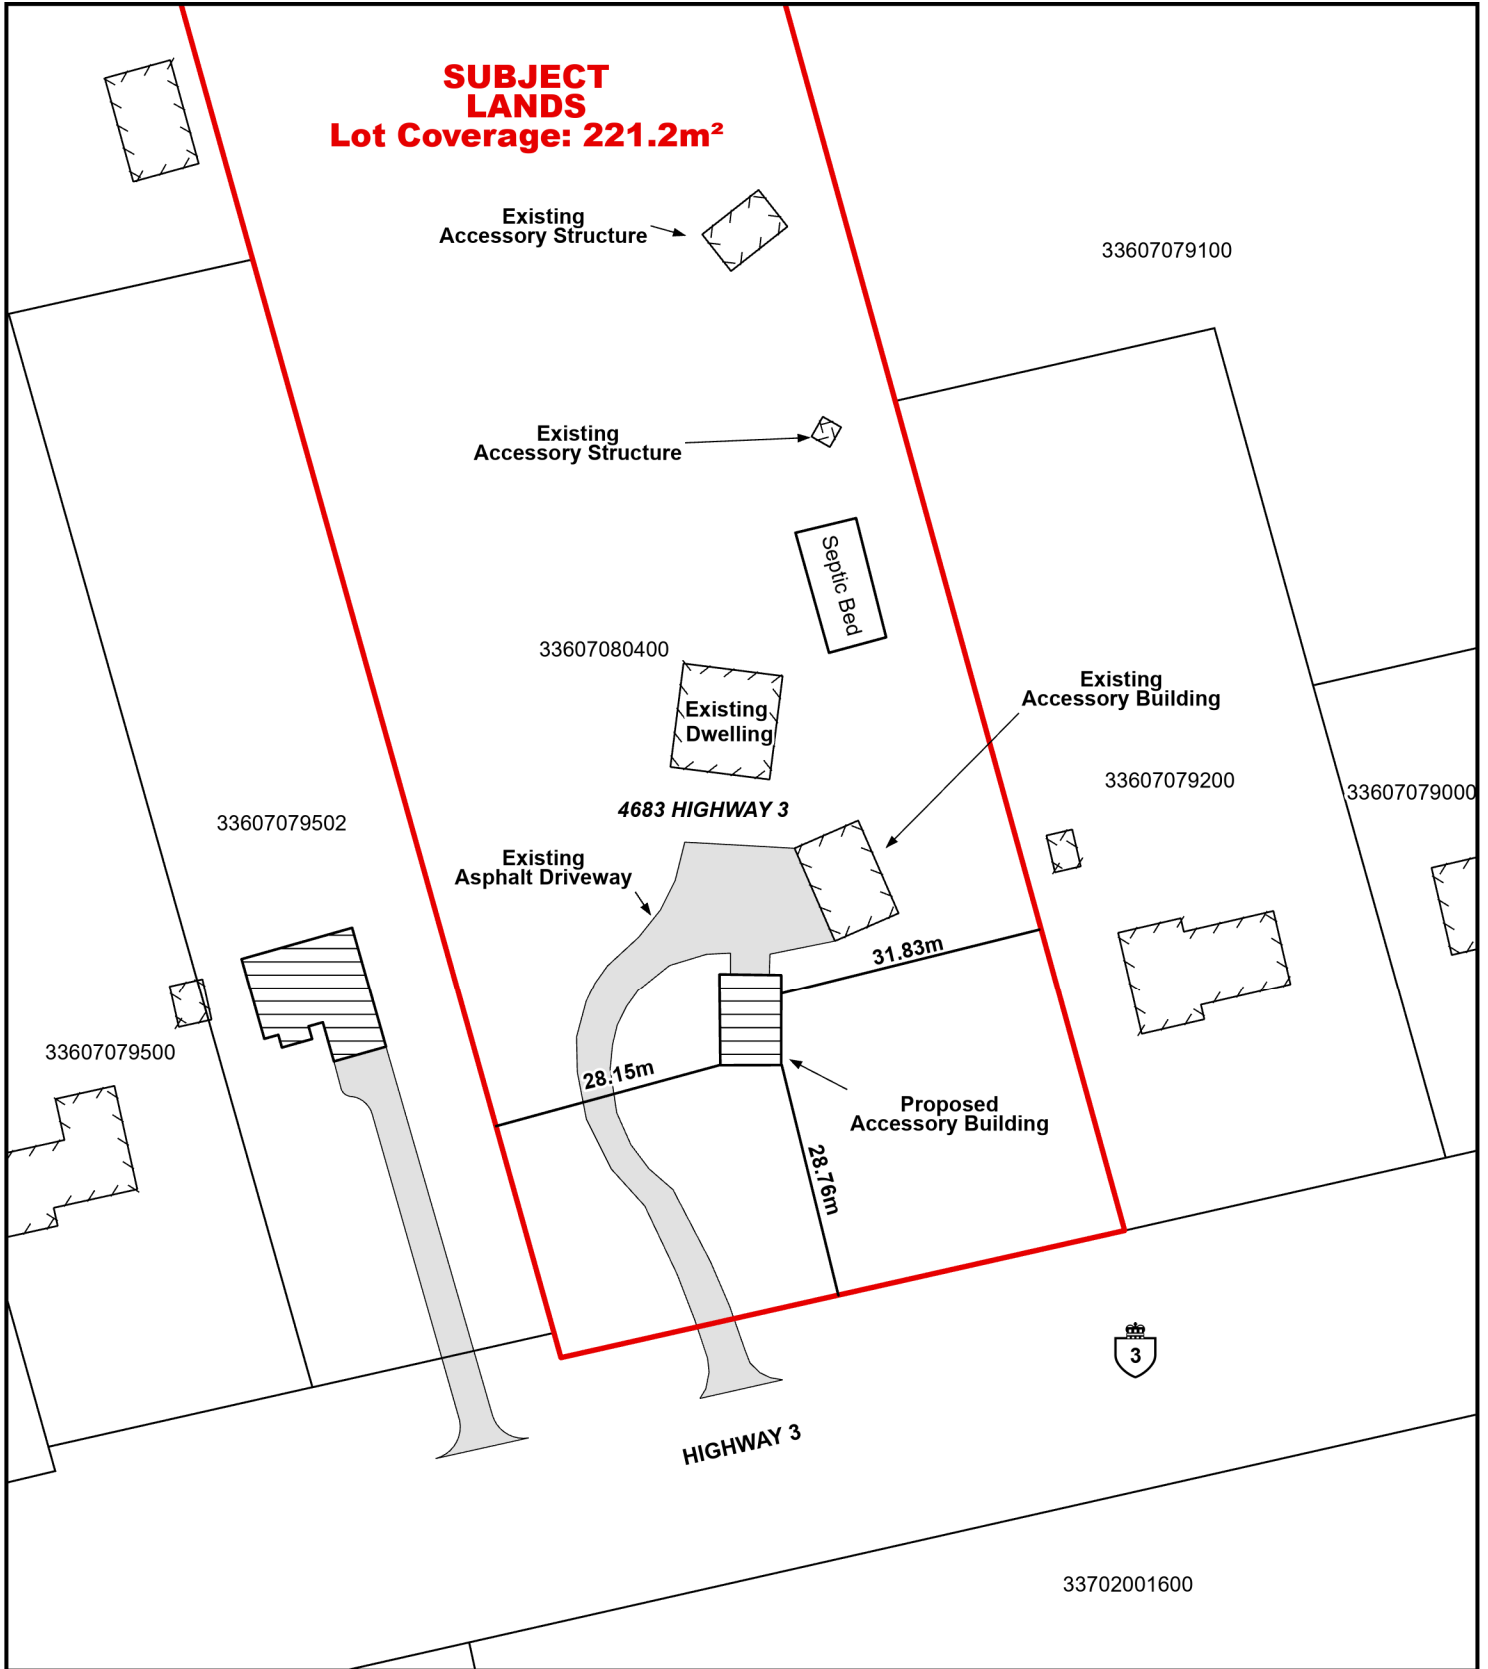 SUBJECT
LANDS
Lot Coverage: 221.2m²
Existing
Accessory Structure
33607079100
Existing
Accessory Structure
Septic Bed
33607080400
Existing
Dwelling
Existing
Accessory Building
33607079200
33607079000
4683 HIGHWAY 3
33607079502
Existing
Asphalt Driveway
31.83m
33607079500
28.15m
Proposed
Accessory Building
28.76m
3
HIGHWAY 3
33702001600